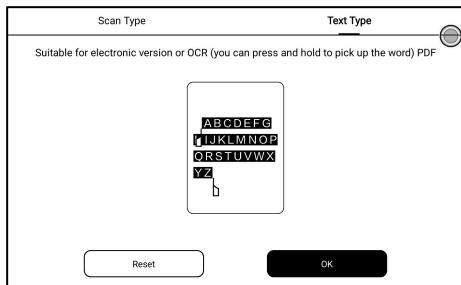 Scan Type
Text Type
Suitable for electronic version or OCR (you can press and hold to pick up the word) PDF
ABCDEFG
IJKLMNOP
QRSTUVWX
YZ
Reset
OK